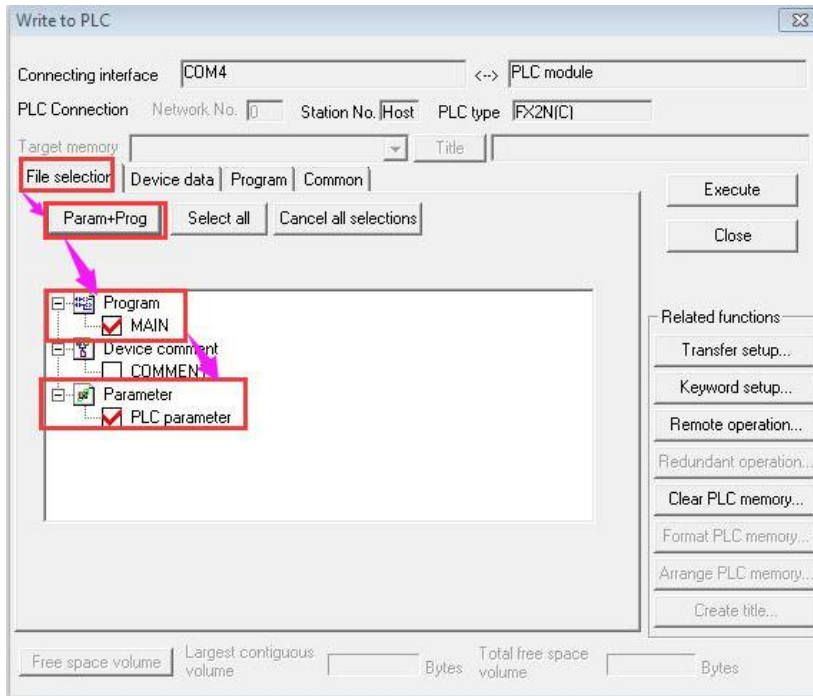 Write to PLC
Connecting interface COM4 <--> PLC module
PLC Connection Network No. 0 Station No. Host PLC type FX2N(C)
Target memory Title
File selection Device data Program Common
Execute
Param+Prog Select all Cancel all selections
Close
Program
MAIN
Device comment
COMMENT
Parameter
PLC parameter
Related functions
Transfer setup...
Keyword setup...
Remote operation...
Redundant operation...
Clear PLC memory...
Format PLC memory...
Arrange PLC memory...
Create title...
Free space volume Largest contiguous volume Bytes Total free space volume Bytes